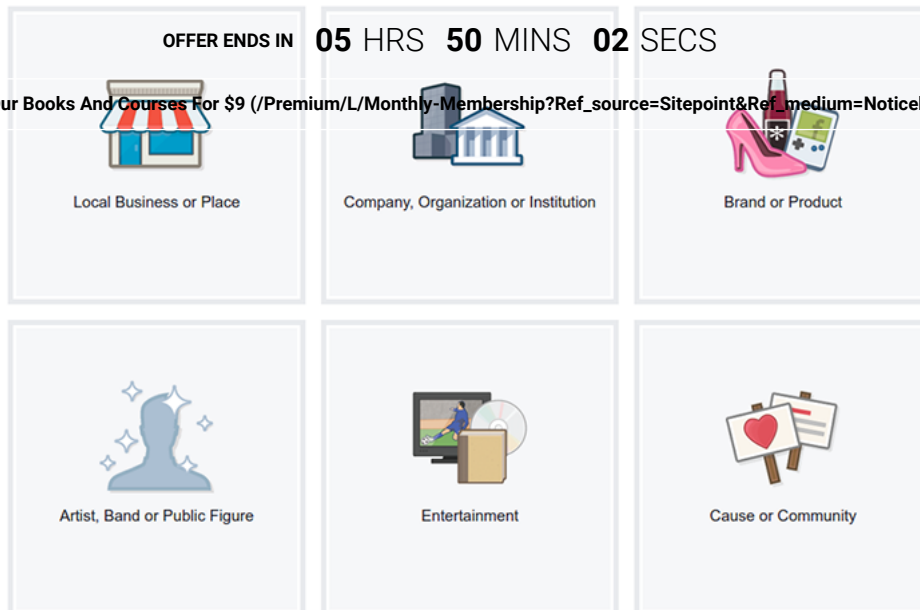 OFFER ENDS IN 05 HRS 50 MINS 02 SECS
Books And Courses For $9 (/Premium/L/Monthly-Membership?Ref_source=Sitepoint&Ref_medium=Noticel
Local Business or Place
Company, Organization or Institution
Brand or Product
Artist, Band or Public Figure
Entertainment
Cause or Community